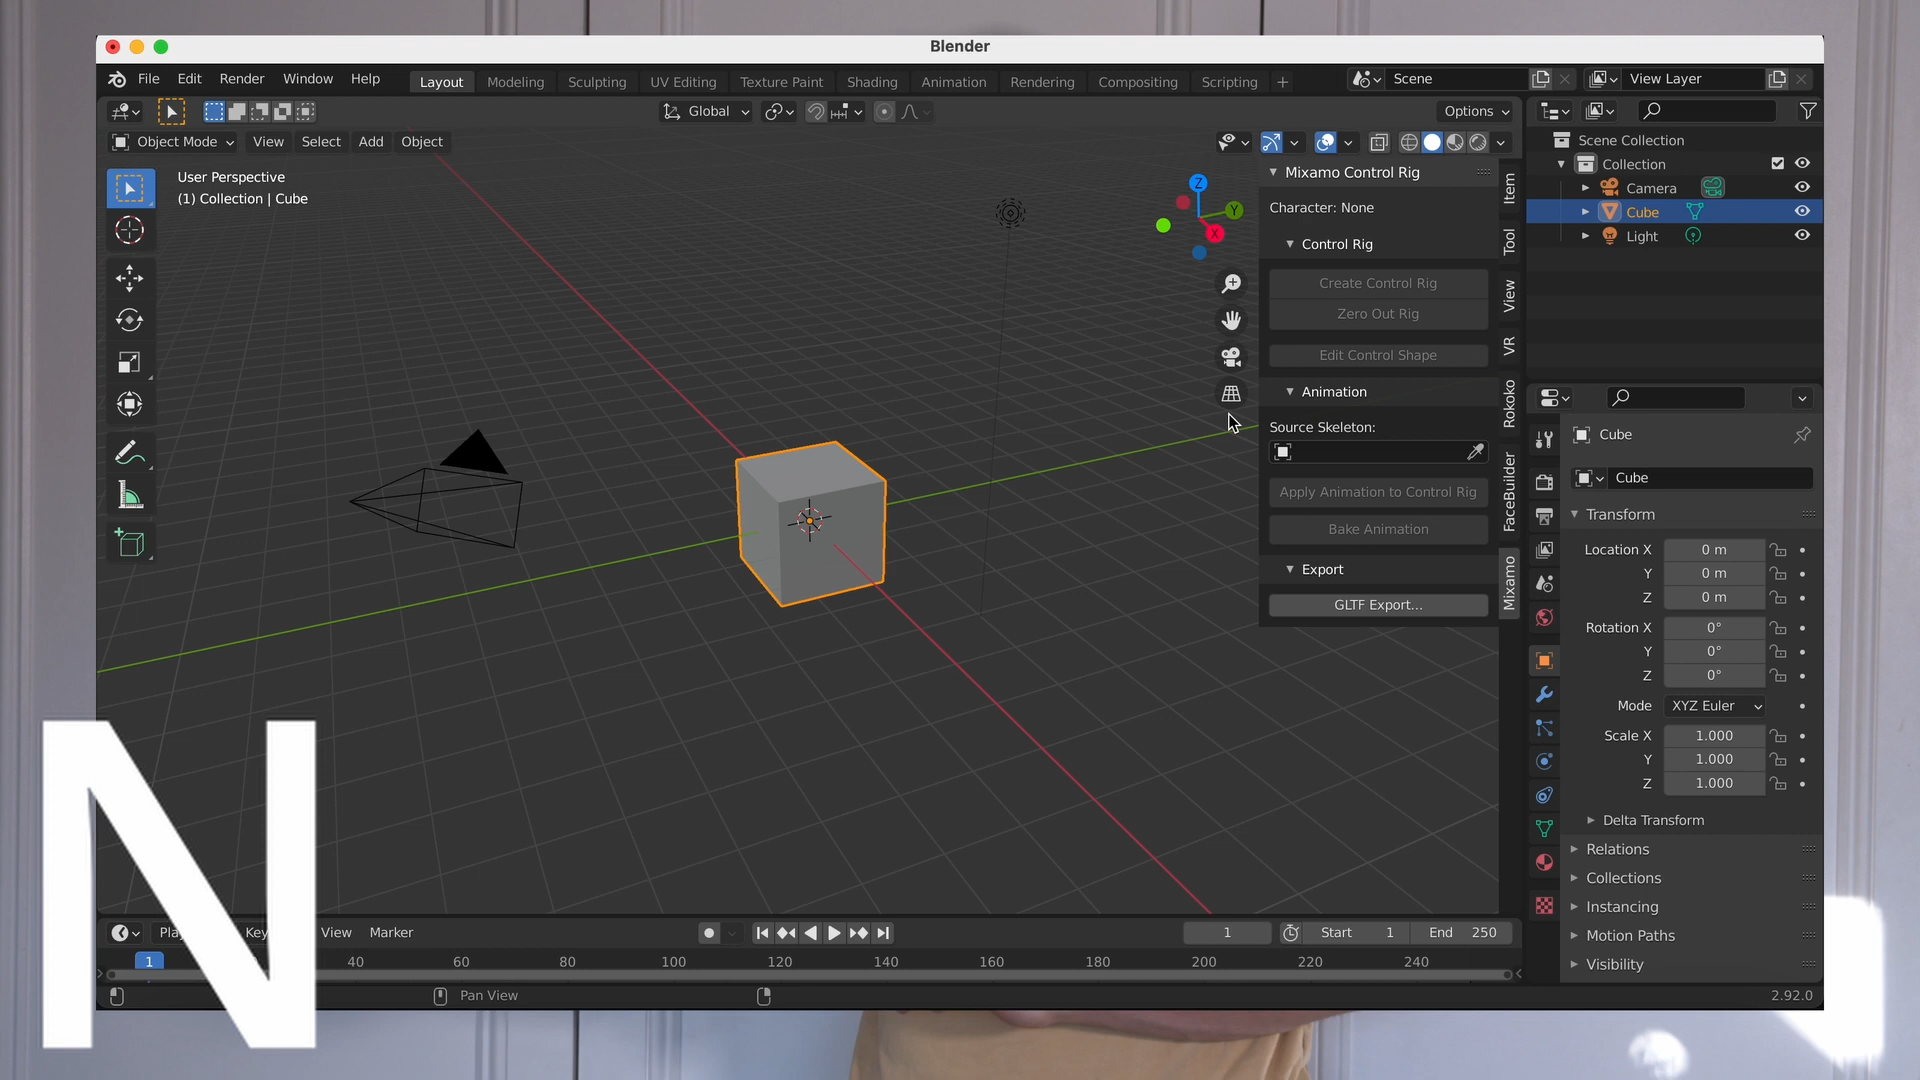 Blender
File Edit Render Window Help Layout Modeling Sculpting UV Editing Texture Paint Shading Animation Rendering Compositing Scripting + Scene View Layer
Global Options
Object Mode View Select Add Object
User Perspective
(1) Collection | Cube
Z
Y
X
Mixamo Control Rig
Character: None
Control Rig
Create Control Rig
Zero Out Rig
Edit Control Shape
Animation
Source Skeleton:
Apply Animation to Control Rig
Bake Animation
Export
GLTF Export...
Item
Tool
View
VR
Rokoko
FaceBuilder
Mixamo
Scene Collection
Collection
Camera
Cube
Light
Cube
Cube
Transform
Location X 0 m
Y 0 m
Z 0 m
Rotation X 0°
Y 0°
Z 0°
Mode XYZ Euler
Scale X 1.000
Y 1.000
Z 1.000
Delta Transform
Relations
Collections
Instancing
Motion Paths
Visibility
N
View Marker 1 Start 1 End 250
1 40 60 80 100 120 140 160 180 200 220 240
Pan View 2.92.0